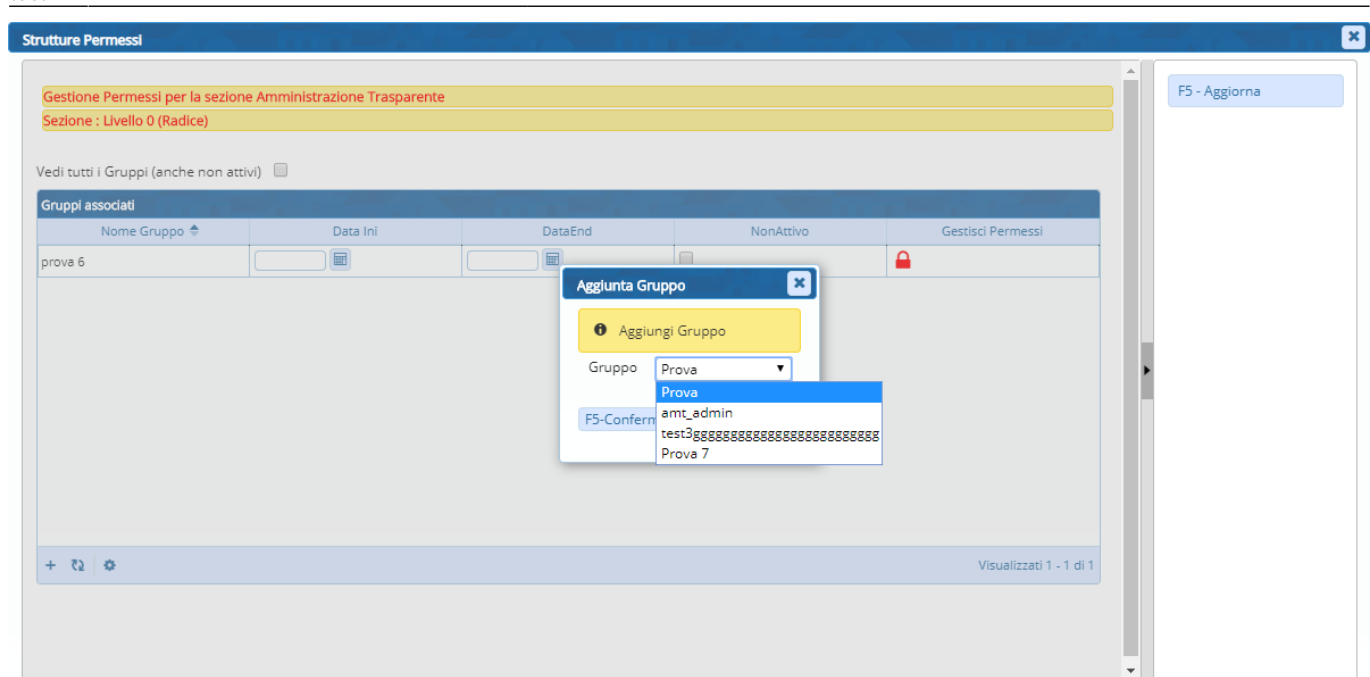 Strutture Permessi
Gestione Permessi per la sezione Amministrazione Trasparente
Sezione : Livello 0 (Radice)
F5 - Aggiorna
Vedi tutti i Gruppi (anche non attivi)
Gruppi associati
Nome Gruppo Data Ini DataEnd NonAttivo Gestisci Permessi
prova 6
Aggiunta Gruppo
Aggiungi Gruppo
Gruppo Prova
Prova
amt_admin
F5-Conferm
test3ggggggggggggggggggggggggg
Prova 7
Visualizzati 1 - 1 di 1